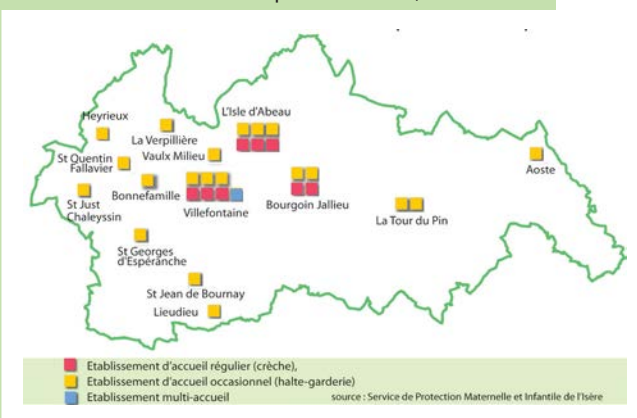 Heyrieux
L'Isle d'Abeau
La Verpillière
St Quentin
Fallavier
Vaulx Milieu
Aoste
St Just
Chaleyssin
Bonnefamille
Villefontaine
Bourgoin Jallieu
La Tour du Pin
St Georges
d'Espéranche
St Jean de Bournay
Lieudieu
Etablissement d'accueil régulier (crèche),
Etablissement d'accueil occasionnel (halte-garderie)
Etablissement multi-accueil
source : Service de Protection Maternelle et Infantile de l'Isère